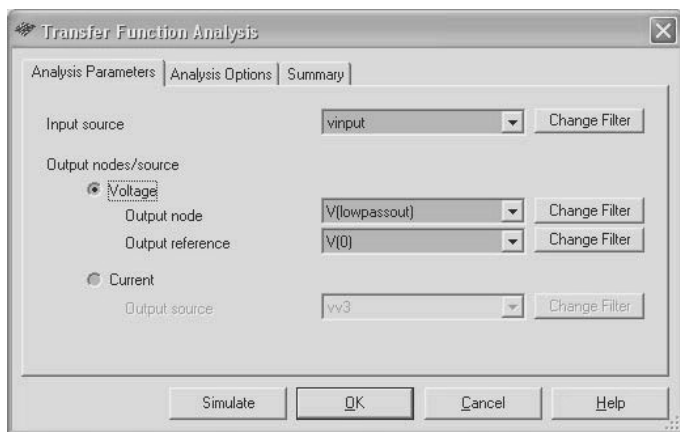 Transfer Function Analysis
Analysis Parameters Analysis Options Summary
Input source vinput Change Filter
Output nodes/source
Voltage
Output node V(lowpassout) Change Filter
Output reference V(0) Change Filter
Current
Output source vv3 Change Filter
Simulate OK Cancel Help